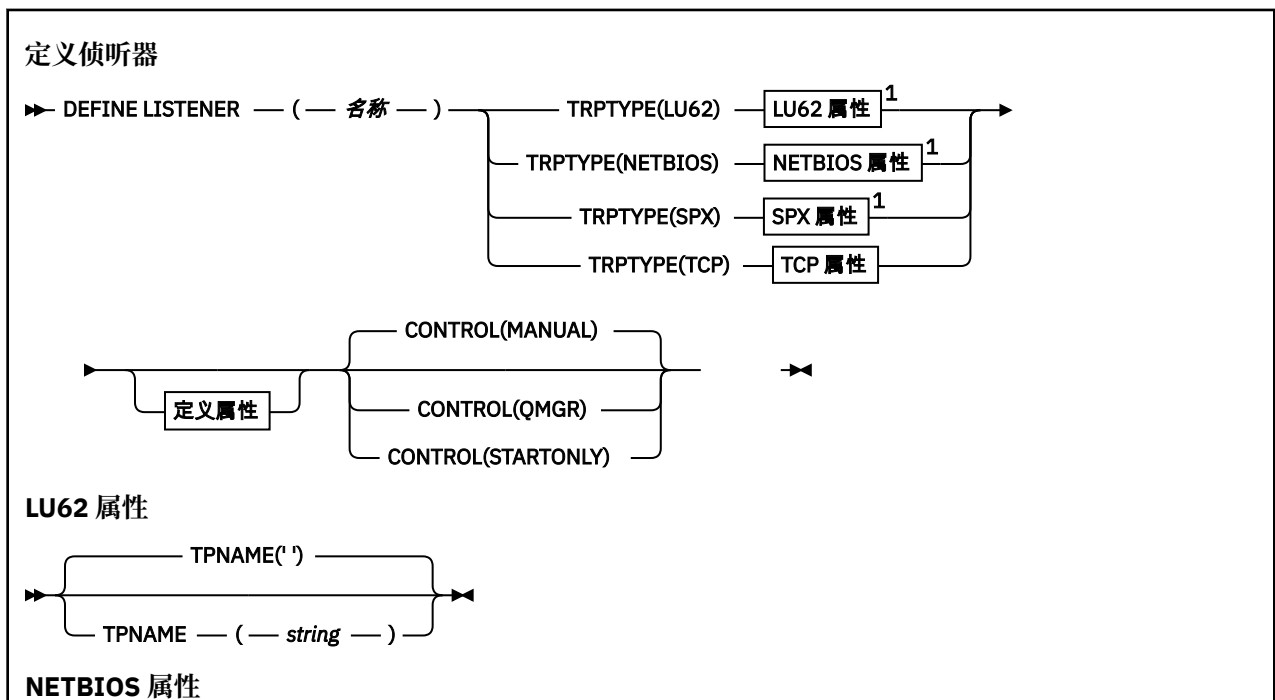 定义侦听器
DEFINE LISTENER ( 名称 ) TRPTYPE(LU62) LU62 属性 1
TRPTYPE(NETBIOS) NETBIOS 属性 1
TRPTYPE(SPX) SPX 属性 1
TRPTYPE(TCP) TCP 属性
定义属性
CONTROL(MANUAL)
CONTROL(QMGR)
CONTROL(STARTONLY)
LU62 属性
TPNAME(' ')
TPNAME ( string )
NETBIOS 属性